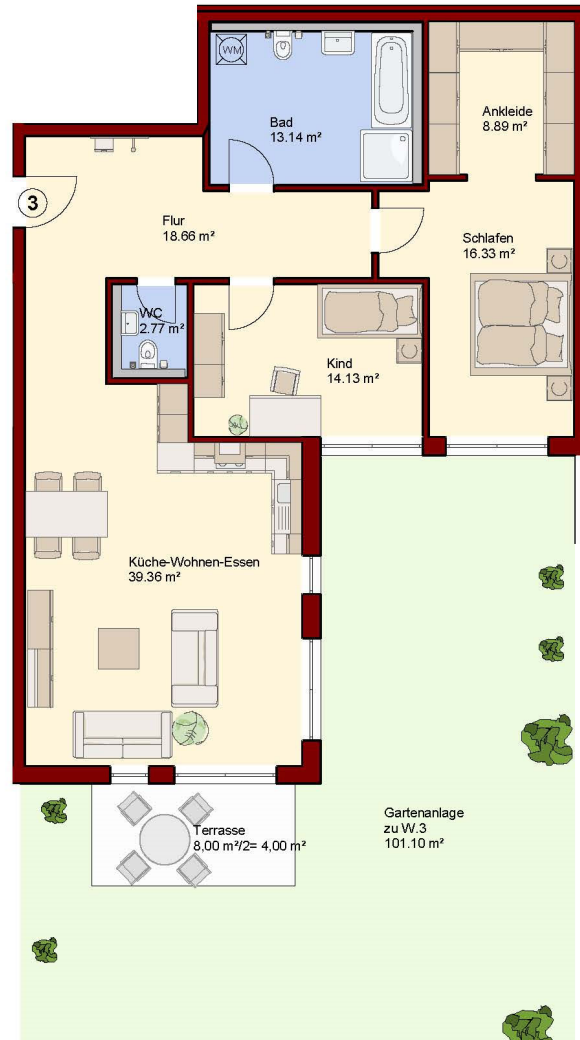 WM
Bad
13.14 m²
Ankleide
8.89 m²
3
Flur
18.66 m²
Schlafen
16.33 m²
WC
2.77 m²
Kind
14.13 m²
Küche-Wohnen-Essen
39.36 m²
Gartenanlage
zu W.3
101.10 m²
Terrasse
8,00 m²/2= 4,00 m²